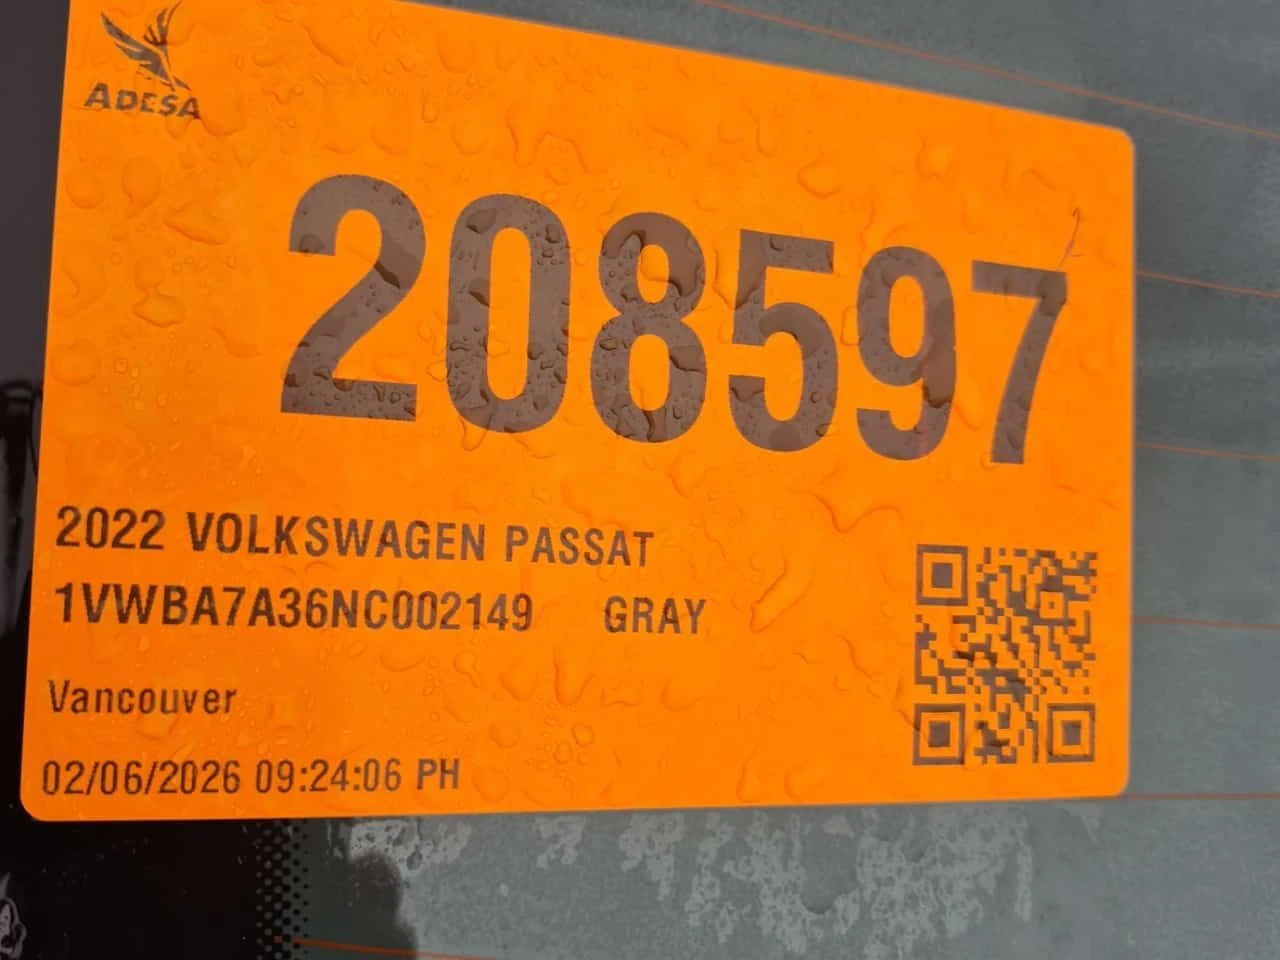 ADESA
208597
2022 VOLKSWAGEN PASSAT
1VWBA7A36NC002149 GRAY
Vancouver
02/06/2026 09:24:06 PH